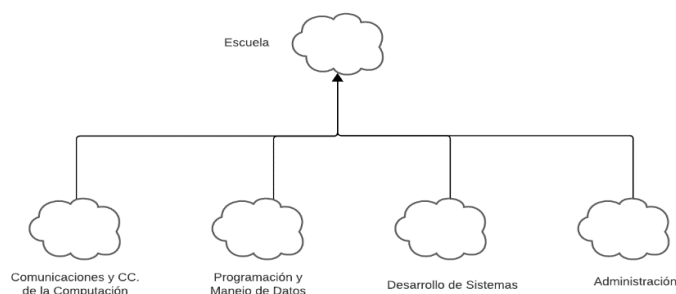 Escuela
Comunicaciones y CC.
de la Computación
Programación y
Manejo de Datos
Desarrollo de Sistemas
Administración